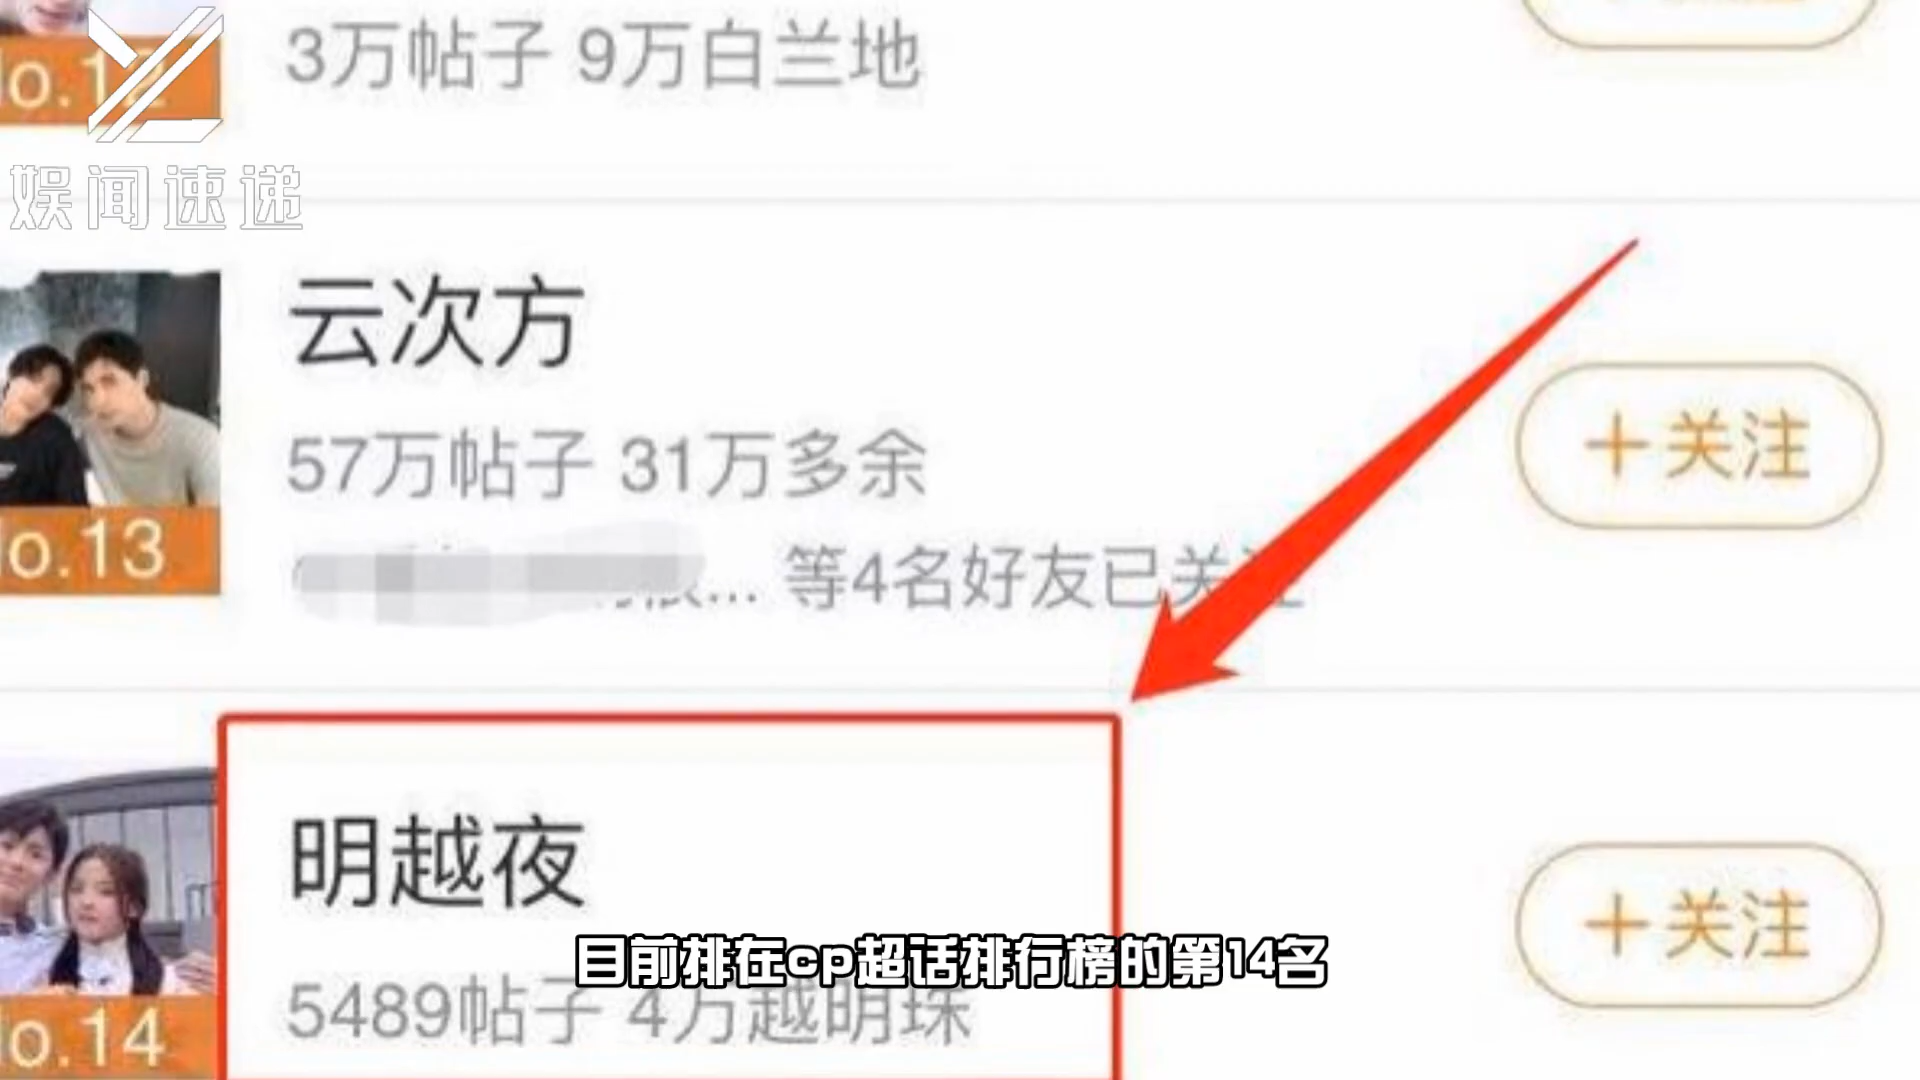 o.12
3万帖子 9万白兰地
娱闻速递
云次方
57万帖子 31万多余
等4名好友已关注
+关注
o.13
明越夜
+关注
目前排在cp超话排行榜的第14名
5489帖子 4万越明珠
o.14